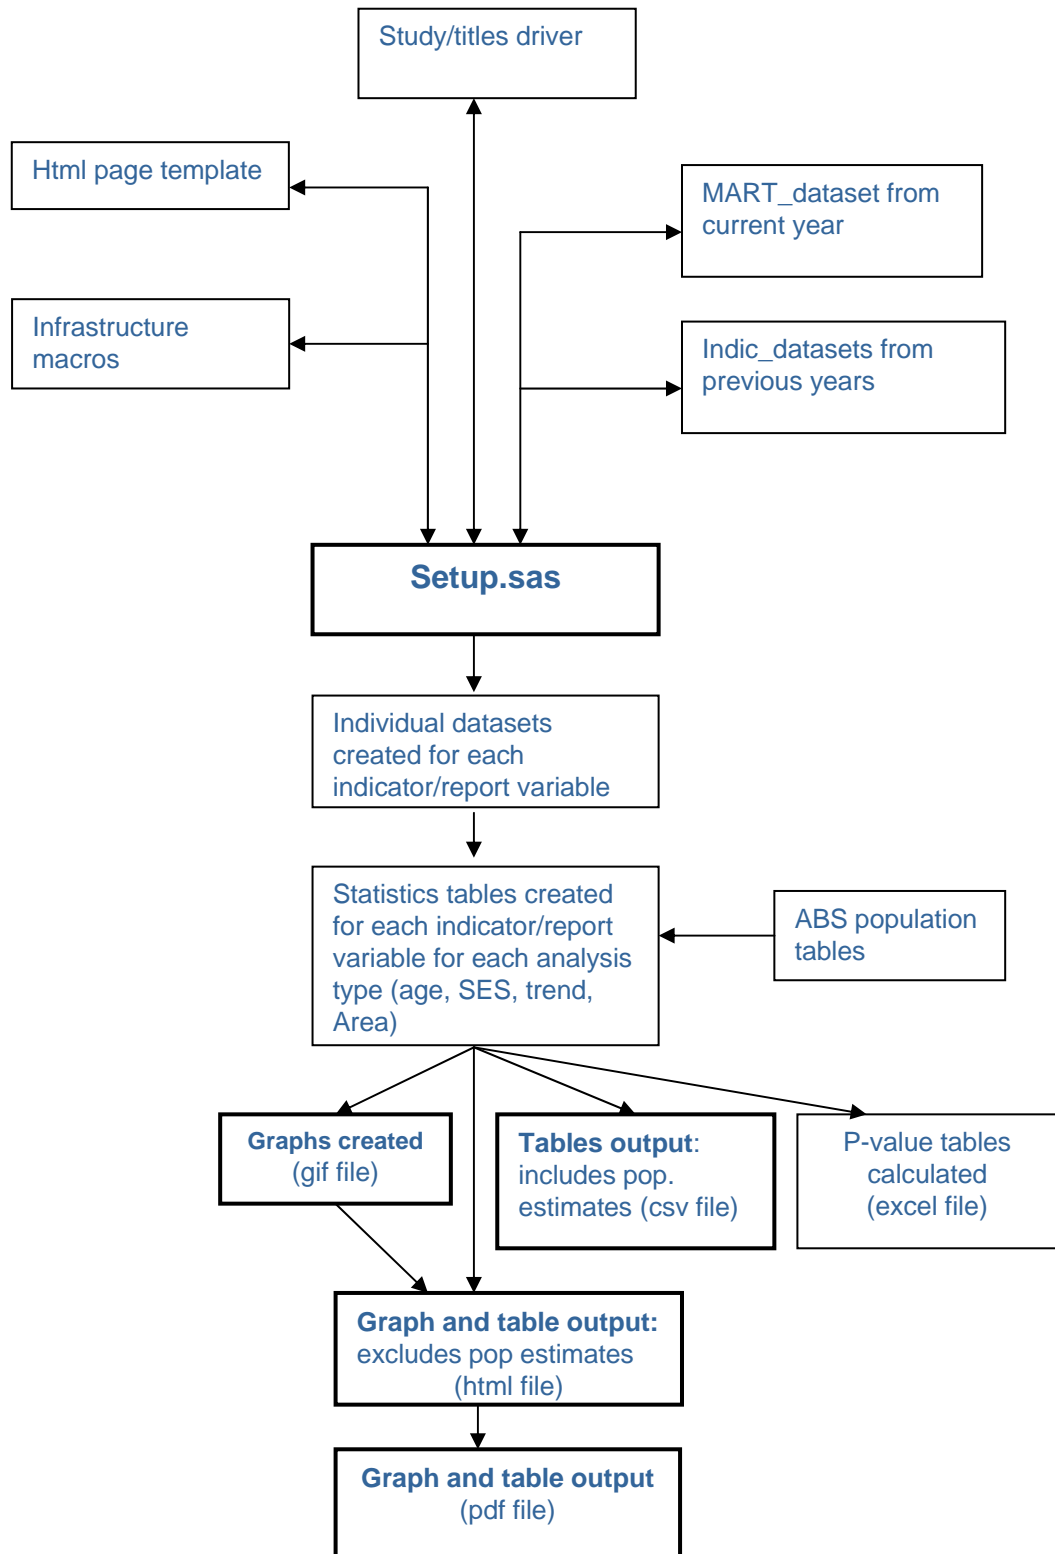 Study/titles driver
Html page template
MART_dataset from
current year
Infrastructure
macros
Indic_datasets from
previous years
Setup.sas
Individual datasets
created for each
indicator/report variable
Statistics tables created
for each indicator/report
variable for each analysis
type (age, SES, trend,
Area)
ABS population
tables
Graphs created
(gif file)
Tables output:
includes pop.
estimates (csv file)
P-value tables
calculated
(excel file)
Graph and table output:
excludes pop estimates
(html file)
Graph and table output
(pdf file)